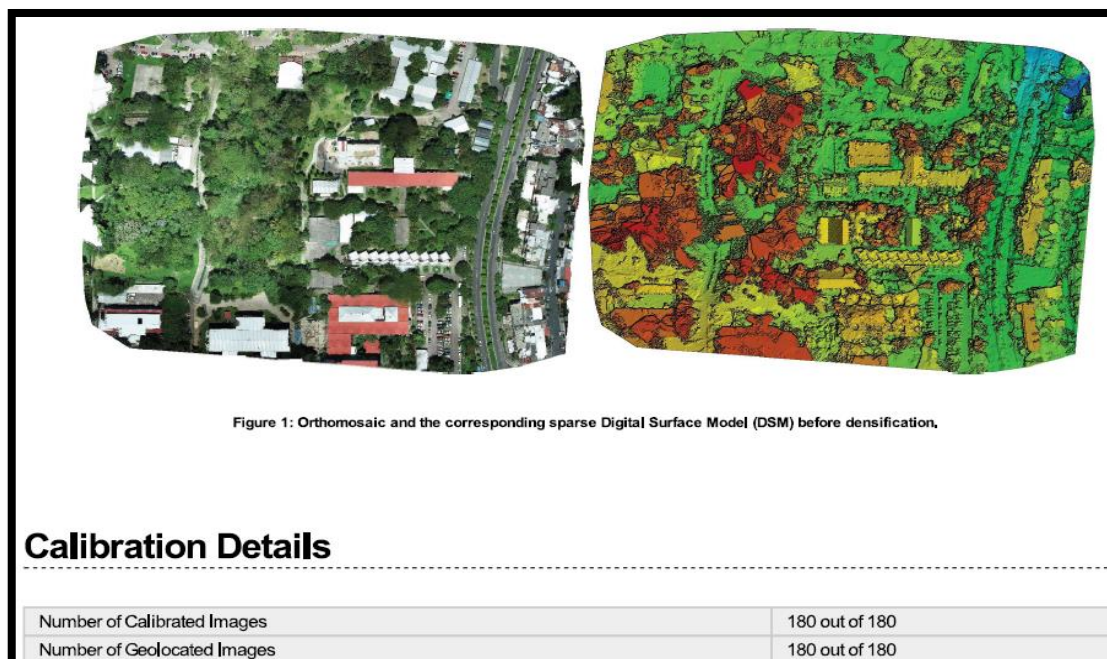 Figure 1: Orthomosaic and the corresponding sparse Digital Surface Model (DSM) before densification.
Calibration Details
Number of Calibrated Images 180 out of 180
Number of Geolocated Images 180 out of 180